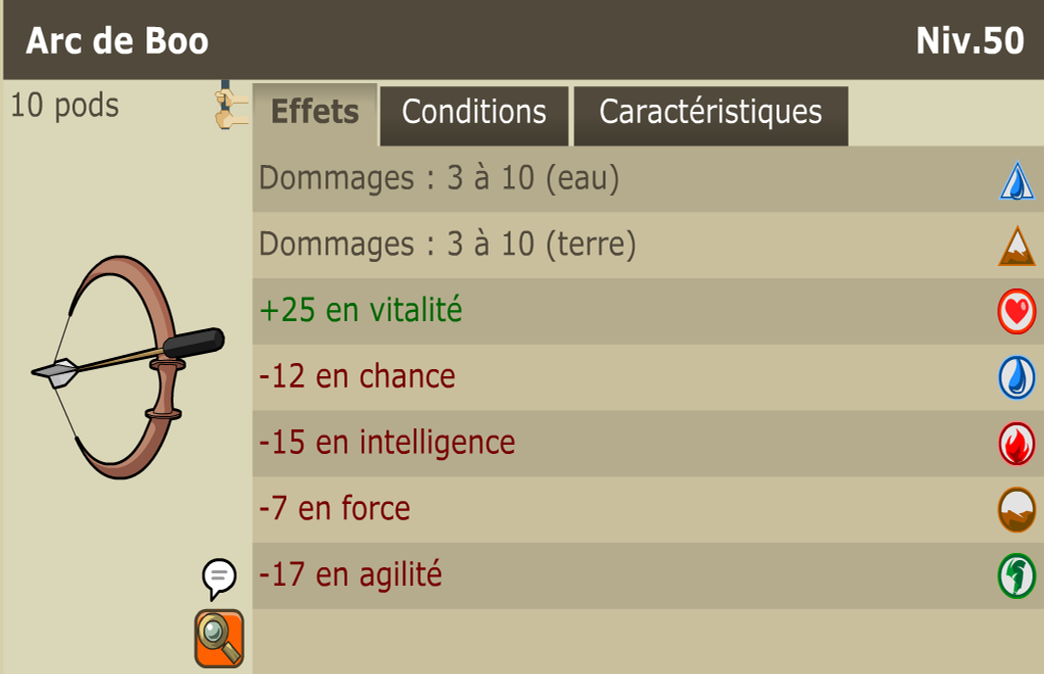 Arc de Boo
Niv.50
10 pods
Effets
Conditions
Caractéristiques
Dommages : 3 à 10 (eau)
Dommages : 3 à 10 (terre)
+25 en vitalité
-12 en chance
-15 en intelligence
-7 en force
-17 en agilité